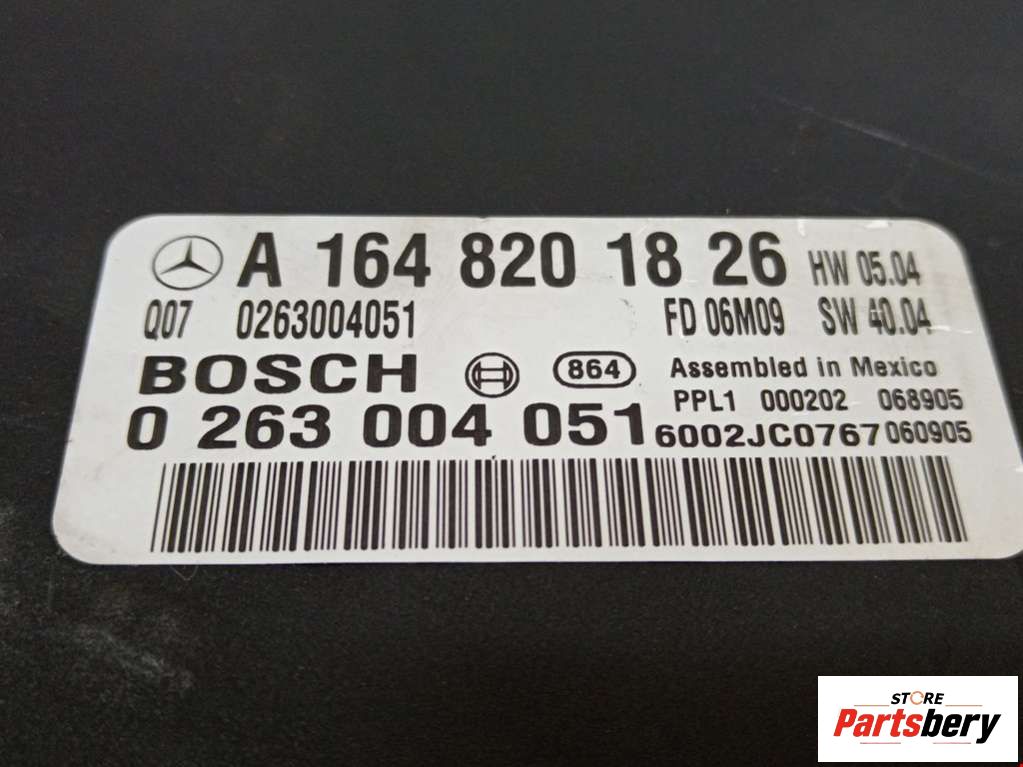 A 164 820 18 26 HW 05.04
Q07 0263004051 FD 06M09 SW 40.04
BOSCH 864 Assembled in Mexico
PPL1 000202 068905
0 263 004 051 6002JC0767 060905
STORE
Partsbery